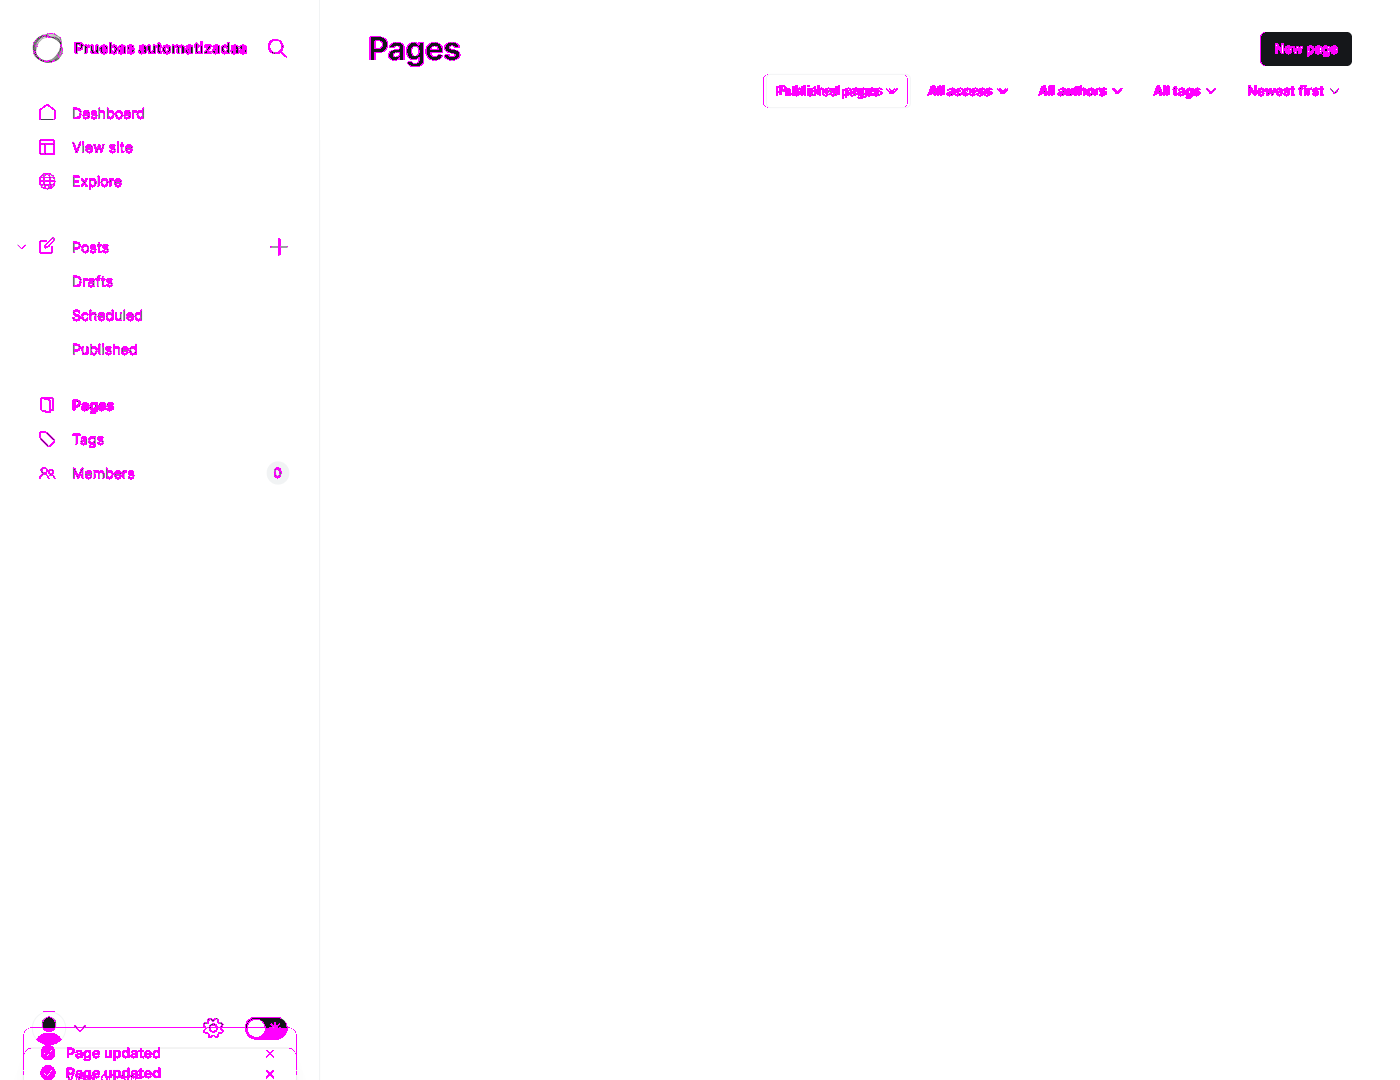 Pruebas automatizadas
Pages
New page
Published pages
All access
All authors
All tags
Newest first
Dashboard
View site
Explore
Posts
Drafts
Scheduled
Published
Pages
Tags
Members
0
Page updated
Page updated